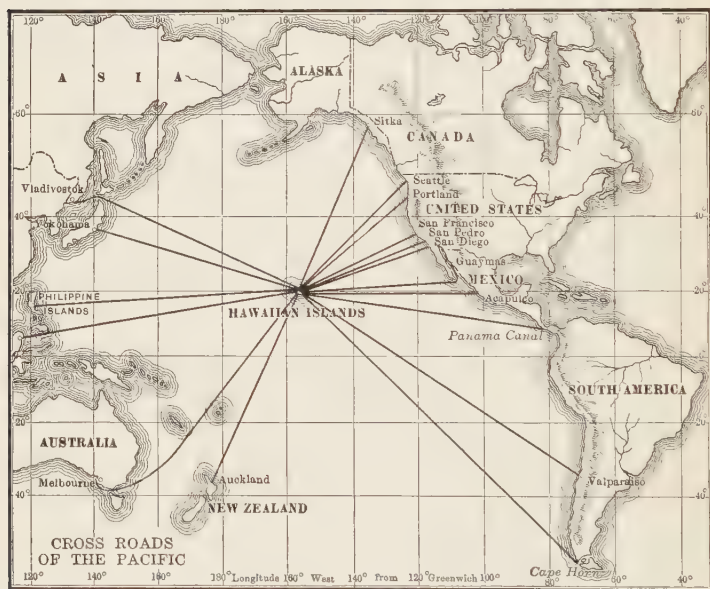 120° 140° 160° 180° 160° 140° 120° 100° 80° 60° 40°
ASIA
ALASKA
60°
60°
Sitka
CANADA
Vladivostok
Seattle
Portland
UNITED STATES
40°
40°
Yokohama
San Francisco
San Pedro
San Diego
Guaymas
MEXICO
20°
20°
PHILIPPINE
ISLANDS
HAWAIIAN ISLANDS
Acapulco
Panama Canal
SOUTH AMERICA
20°
20°
AUSTRALIA
Melbourne
Auckland
Valparaiso
40°
40°
NEW ZEALAND
CROSS ROADS
OF THE PACIFIC
Cape Horn
120° 140° 160° 180° Longitude 160° West 140° from 120° Greenwich 100° 80° 60° 40°